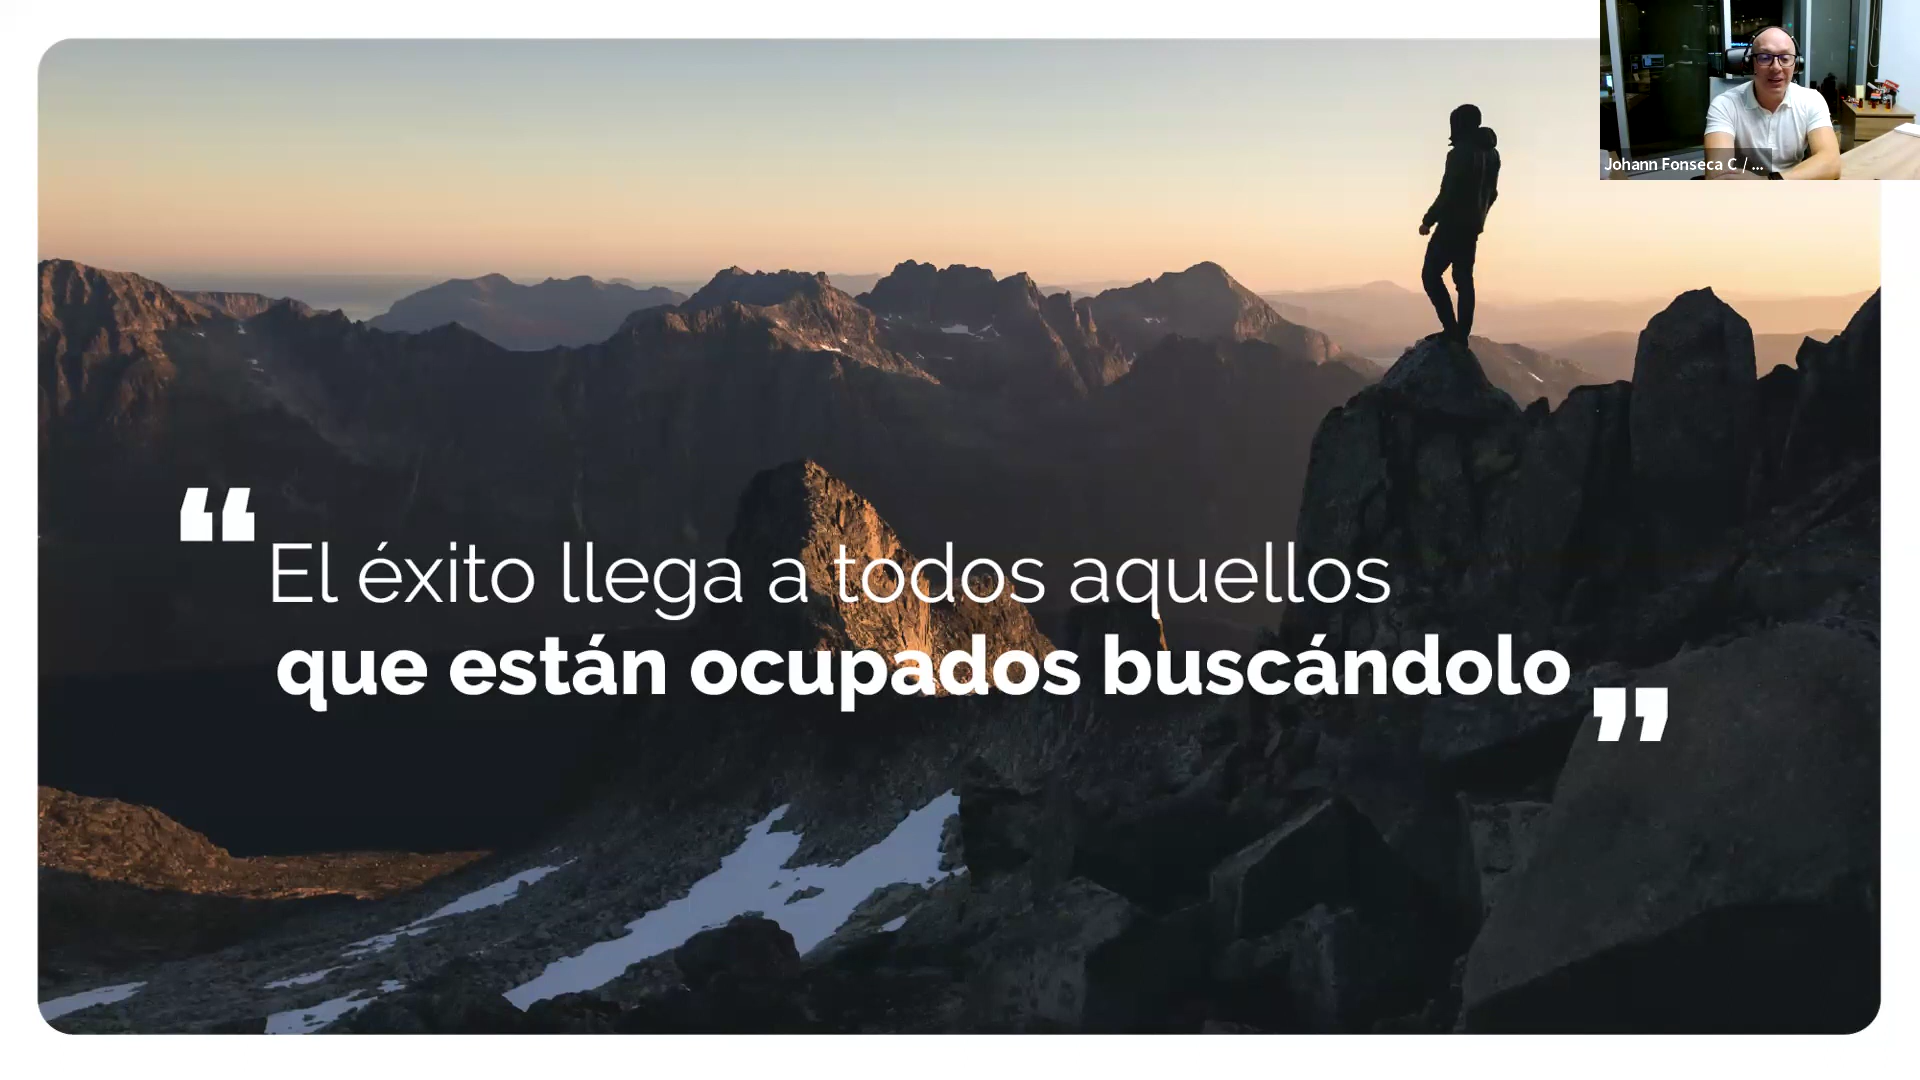 Johann Fonseca C / ...
“El éxito llega a todos aquellos
que están ocupados buscándolo”